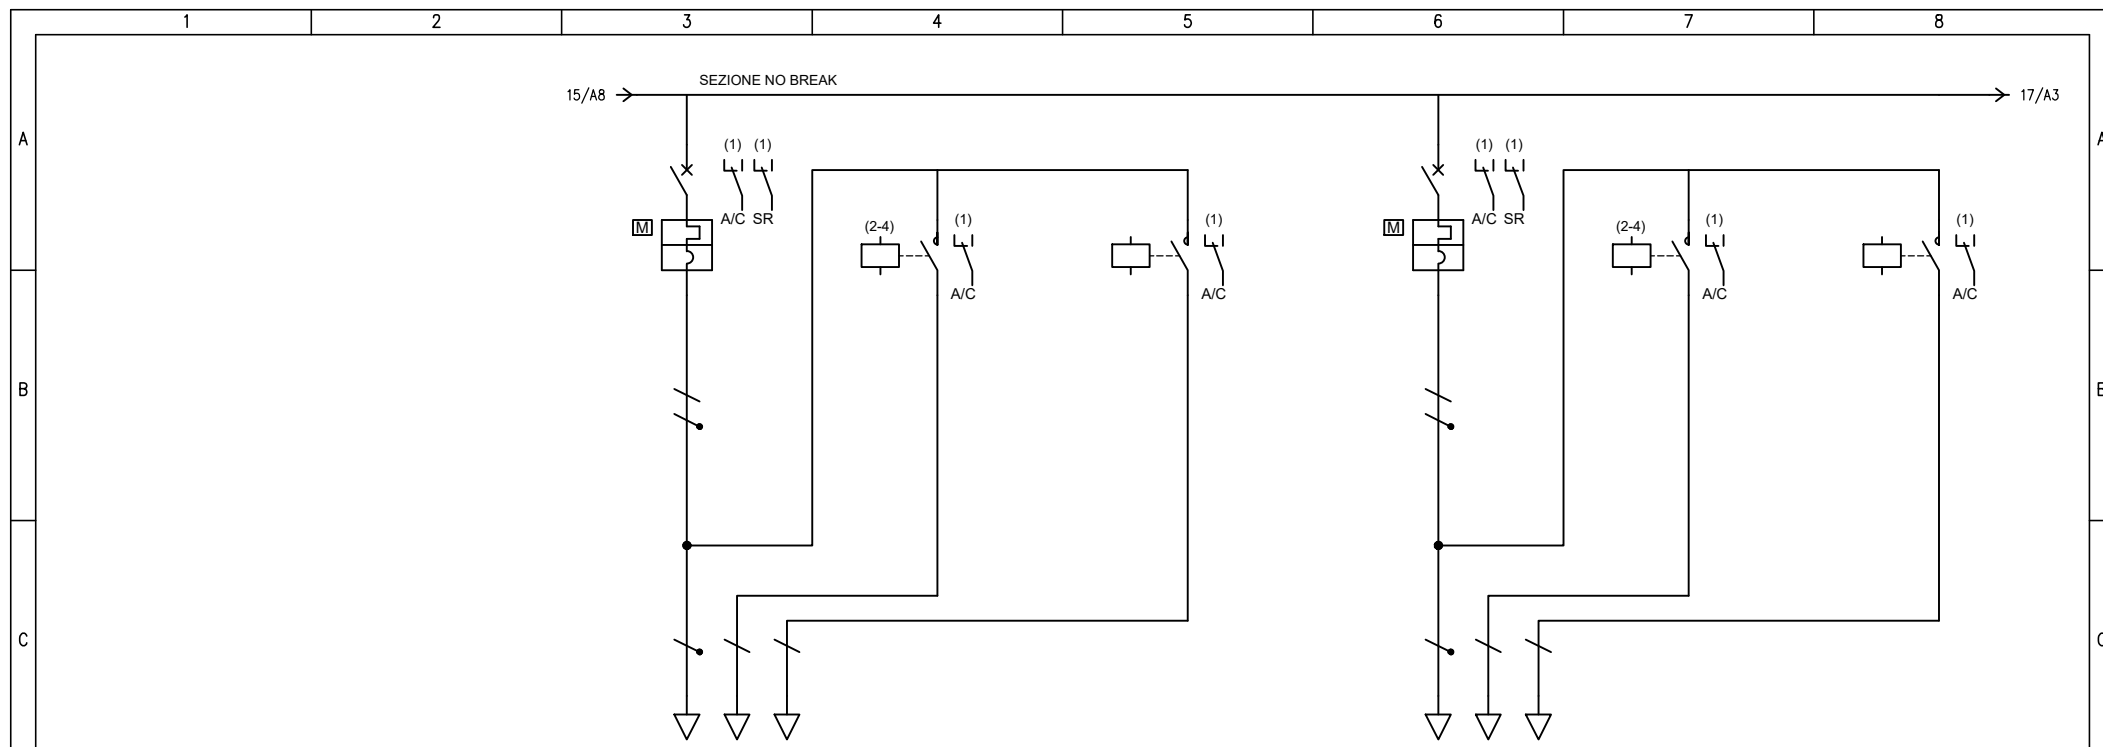 1 2 3 4 5 6 7 8
SEZIONE NO BREAK
15/A8 17/A3
A A
(1) (1) (1) (1)
A/C SR A/C SR
M (2-4) (1) (1) M (2-4) (1) (1)
A/C A/C A/C A/C
B B
C C